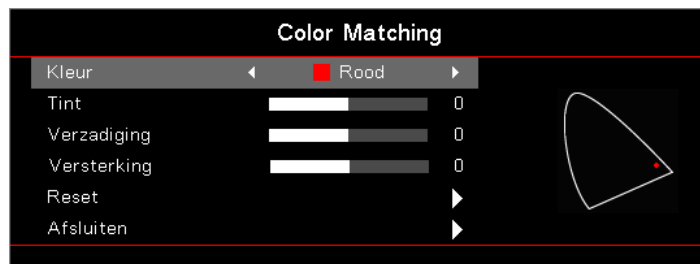 Color Matching
Kleur Rood
Tint 0
Verzadiging 0
Versterking 0
Reset
Afsluiten